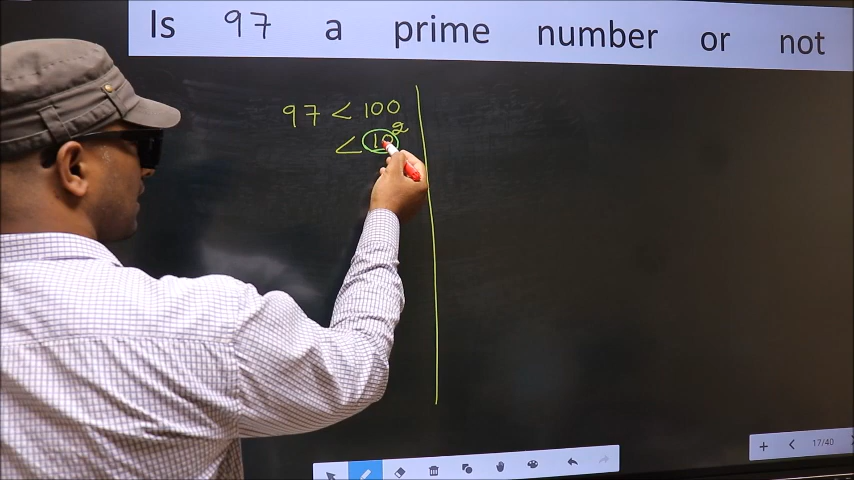 Is 97 a prime number or not
97 < 100
< 10²
17/40